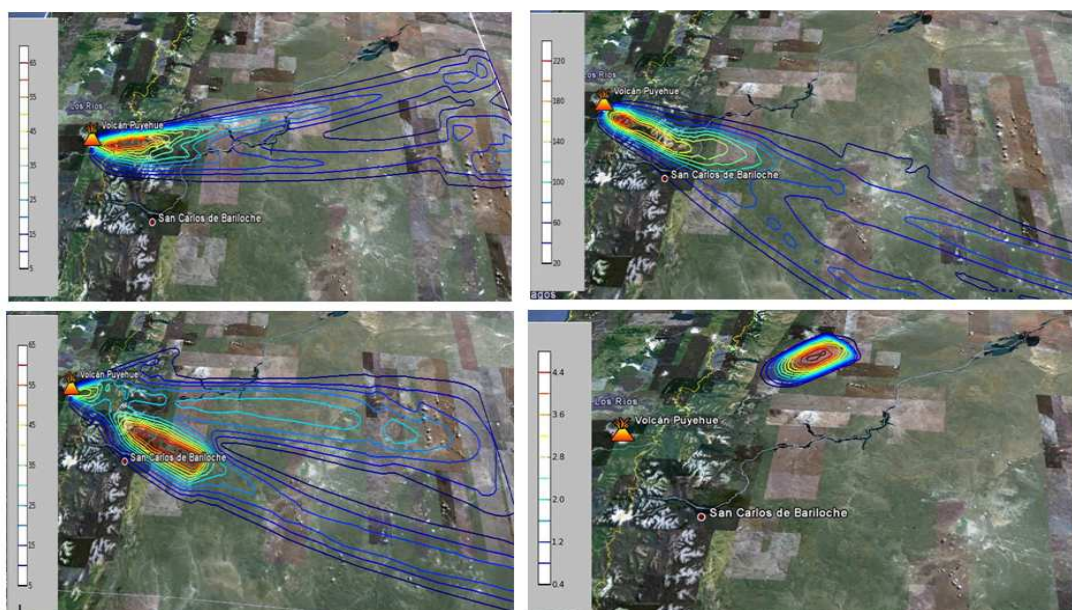 65
55
45
35
25
15
5
Los Ríos
Volcán Puyehue
San Carlos de Bariloche
220
180
140
100
60
20
Los Ríos
Volcán Puyehue
San Carlos de Bariloche
agos
65
55
45
35
25
15
5
Volcán Puyehue
San Carlos de Bariloche
4.4
3.6
2.8
2.0
1.2
0.4
Los Ríos
Volcán Puyehue
San Carlos de Bariloche